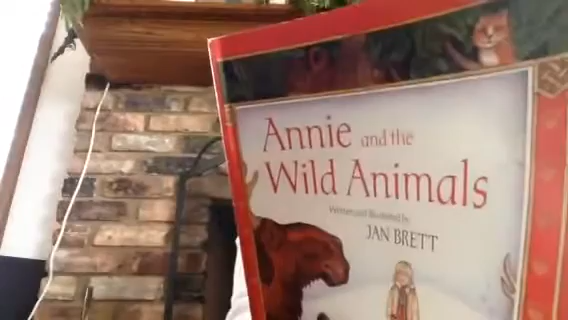 Annie and the
Wild Animals
Written and Illustrated by
JAN BRETT